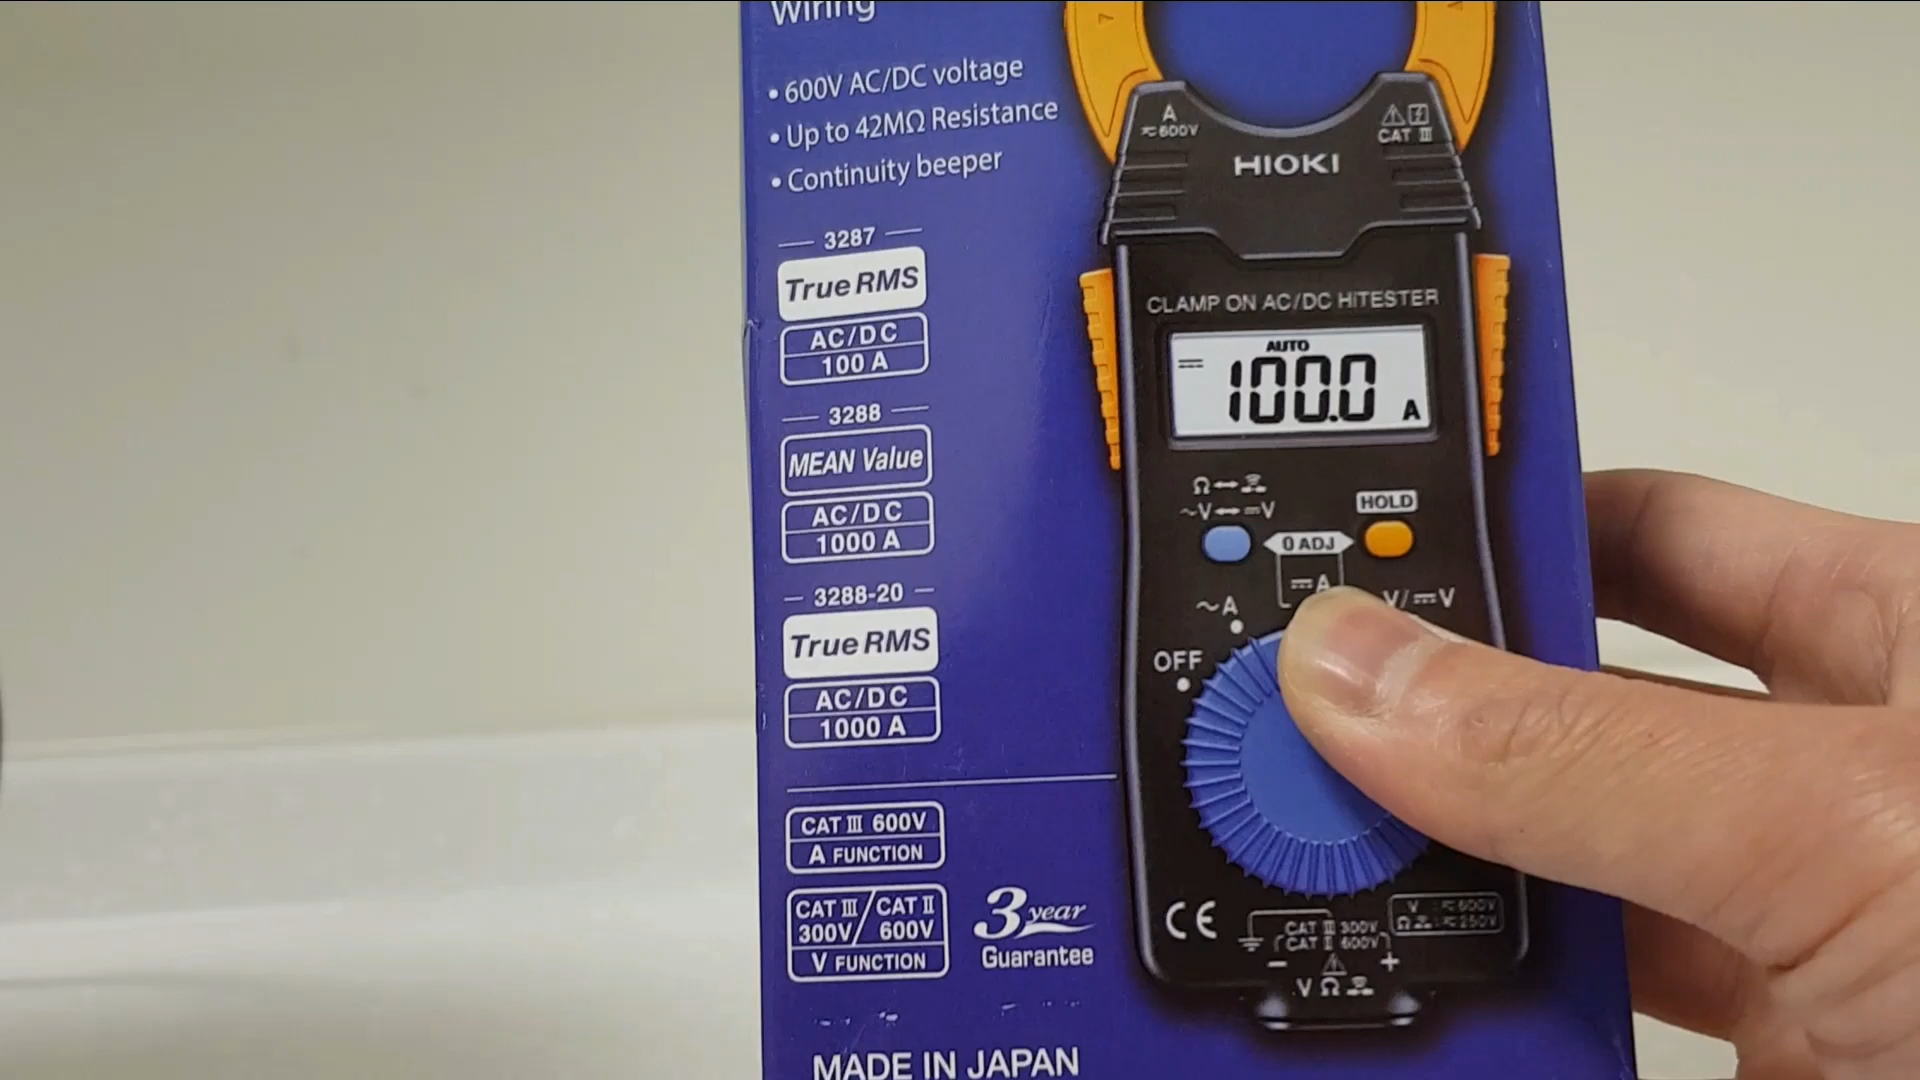 Wiring
• 600V AC/DC voltage
• Up to 42MΩ Resistance
• Continuity beeper
3287
True RMS
AC/DC
100 A
3288
MEAN Value
AC/DC
1000 A
3288-20
True RMS
AC/DC
1000 A
CAT III 600V
A FUNCTION
CAT III / CAT II
300V / 600V
V FUNCTION
3 year
Guarantee
MADE IN JAPAN
A
600V
CAT III
HIOKI
CLAMP ON AC/DC HiTESTER
AUTO
100.0 A
Ω
~V V
HOLD
0 ADJ
A
~A
V/ V
OFF
CE
CAT III 300V
CAT II 600V
V 600V
Ω 250V
- +
V Ω